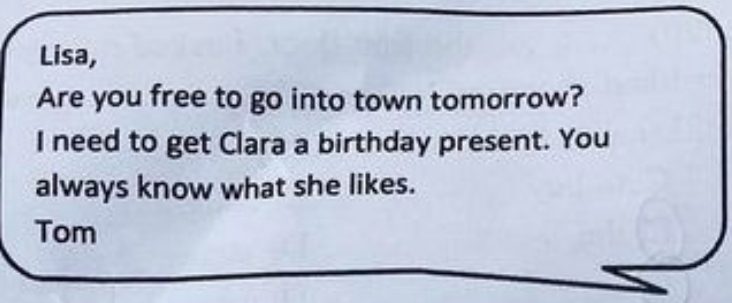 Lisa,
Are you free to go into town tomorrow?
I need to get Clara a birthday present. You
always know what she likes.
Tom